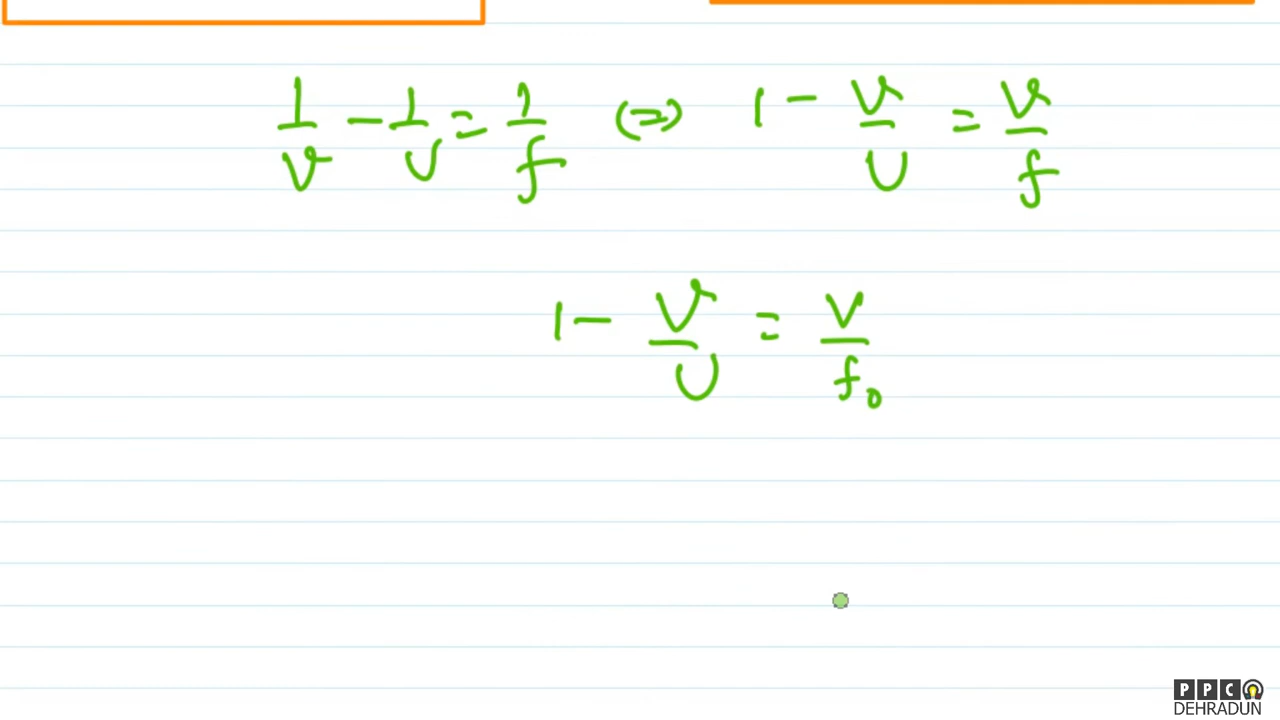 1/v - 1/u = 1/f (=>) 1 - v/u = v/f
1 - v/u = v/f₀
PPC
DEHRADUN